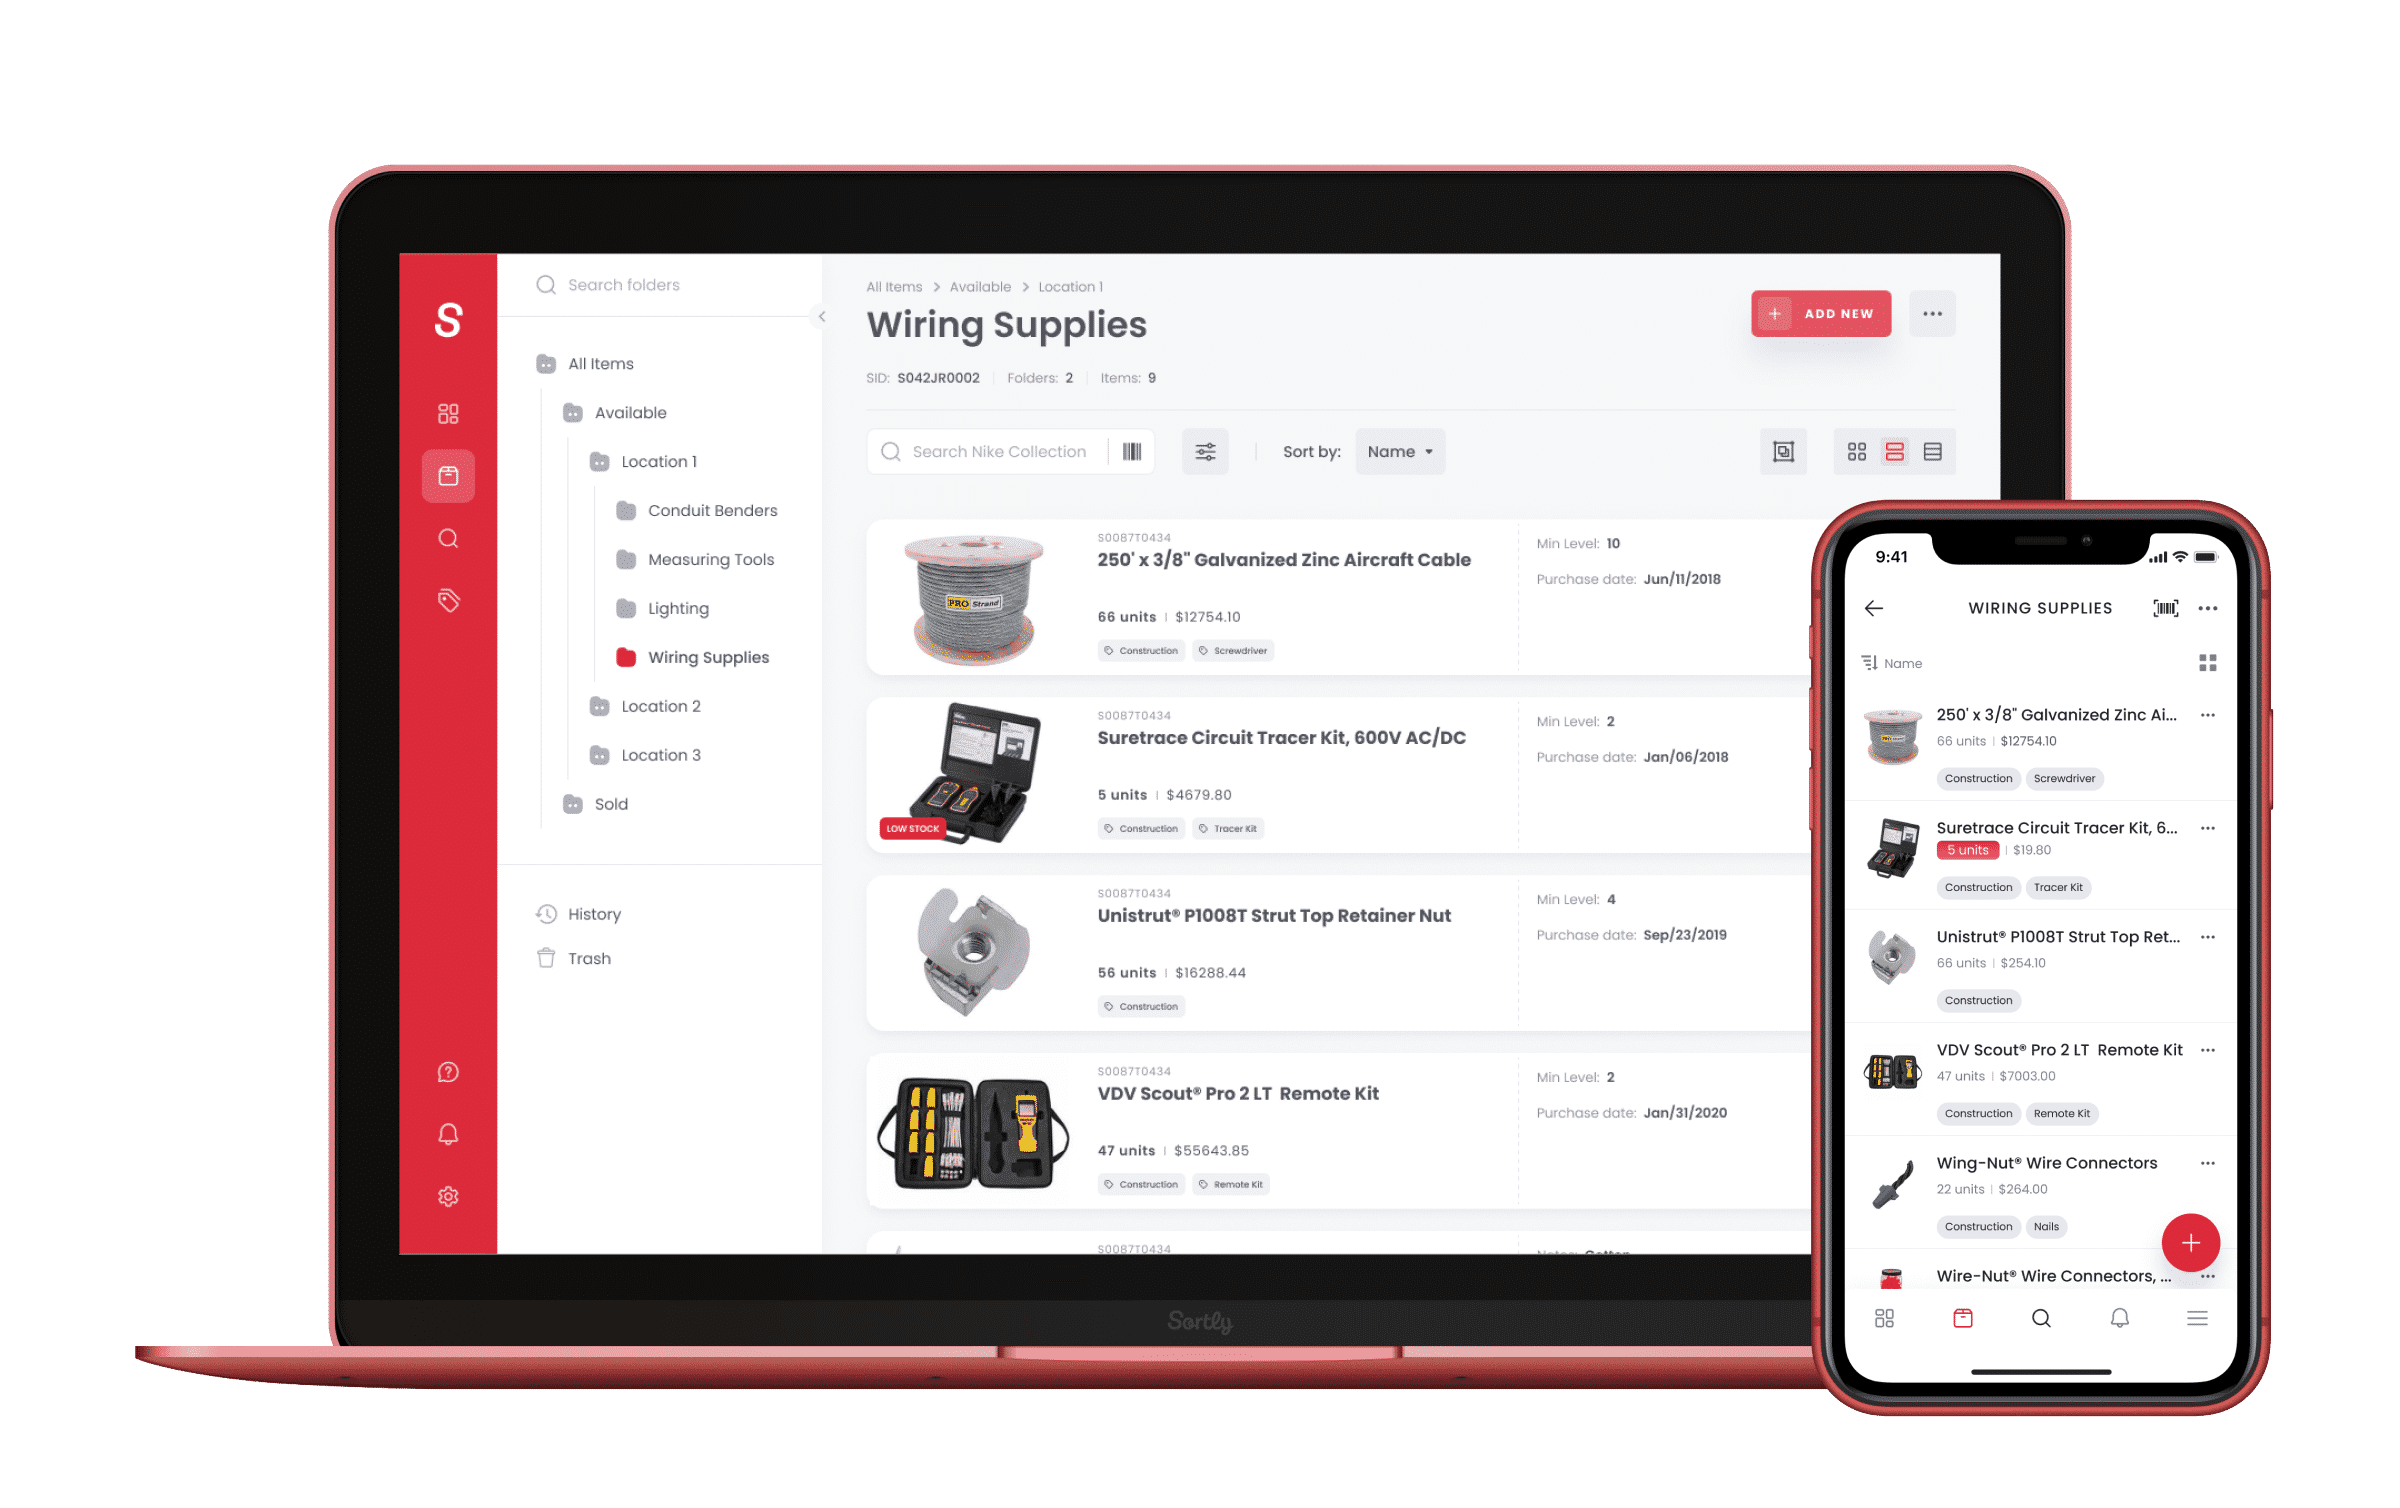 S
Search folders
All Items
Available
Location 1
Conduit Benders
Measuring Tools
Lighting
Wiring Supplies
Location 2
Location 3
Sold
History
Trash
All Items > Available > Location 1
Wiring Supplies
SID: S042JR0002 Folders: 2 Items: 9
+ ADD NEW
Search Nike Collection
Sort by: Name
S0087T0434
250' x 3/8" Galvanized Zinc Aircraft Cable
66 units | $12754.10
Construction Screwdriver
Min Level: 10
Purchase date: Jun/11/2018
PRO Strand
S0087T0434
Suretrace Circuit Tracer Kit, 600V AC/DC
5 units | $4679.80
Construction Tracer Kit
Min Level: 2
Purchase date: Jan/06/2018
LOW STOCK
S0087T0434
Unistrut® P1008T Strut Top Retainer Nut
56 units | $16288.44
Construction
Min Level: 4
Purchase date: Sep/23/2019
S0087T0434
VDV Scout® Pro 2 LT Remote Kit
47 units | $55643.85
Construction Remote Kit
Min Level: 2
Purchase date: Jan/31/2020
S0087T0434
Sortly
9:41
WIRING SUPPLIES
Name
250' x 3/8" Galvanized Zinc Ai...
66 units | $12754.10
Construction Screwdriver
Suretrace Circuit Tracer Kit, 6...
5 units | $19.80
Construction Tracer Kit
Unistrut® P1008T Strut Top Ret...
66 units | $254.10
Construction
VDV Scout® Pro 2 LT Remote Kit
47 units | $7003.00
Construction Remote Kit
Wing-Nut® Wire Connectors
22 units | $264.00
Construction Nails
Wire-Nut® Wire Connectors, ...